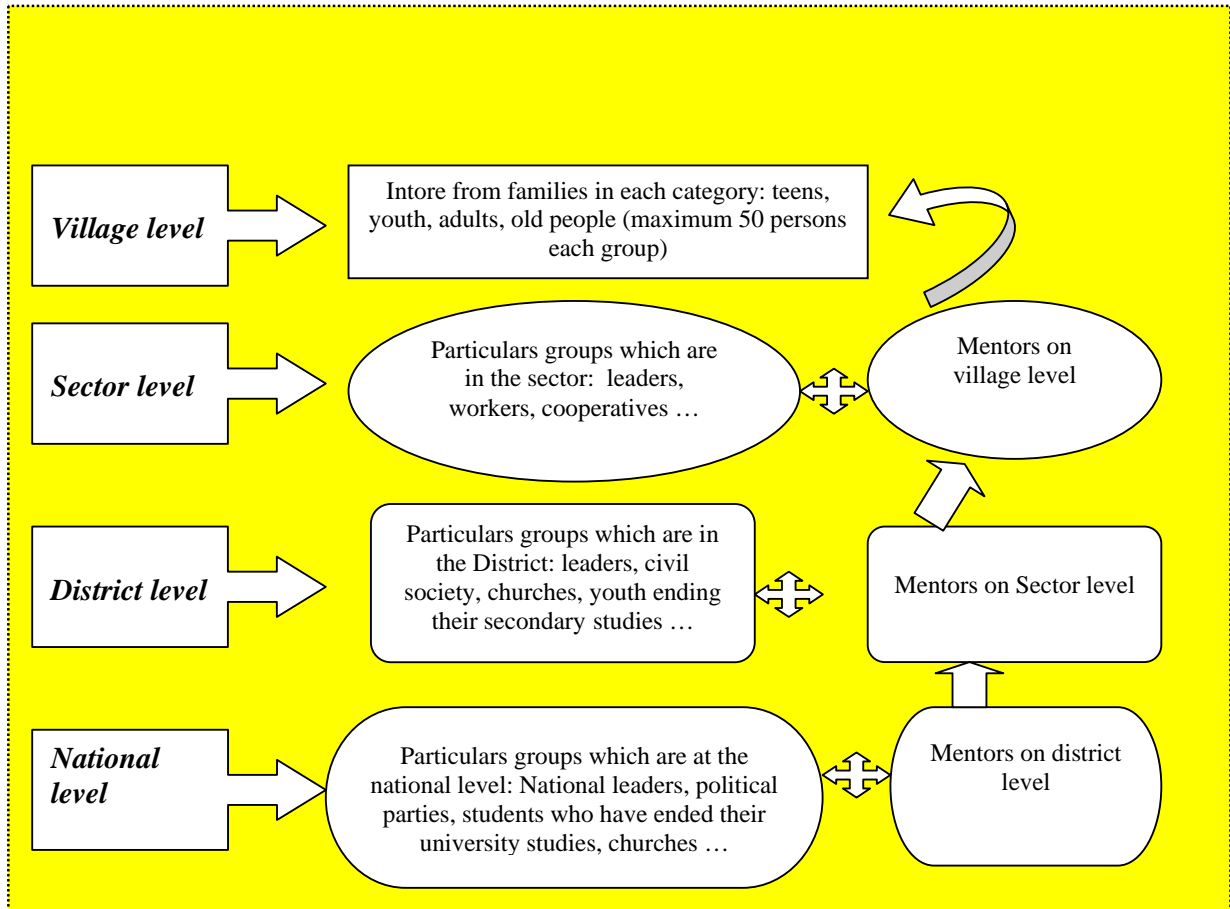 Village level
Intore from families in each category: teens,
youth, adults, old people (maximum 50 persons
each group)
Sector level
Particulars groups which are
in the sector: leaders,
workers, cooperatives …
Mentors on
village level
District level
Particulars groups which are in
the District: leaders, civil
society, churches, youth ending
their secondary studies …
Mentors on Sector level
National
level
Particulars groups which are at the
national level: National leaders, political
parties, students who have ended their
university studies, churches …
Mentors on district
level